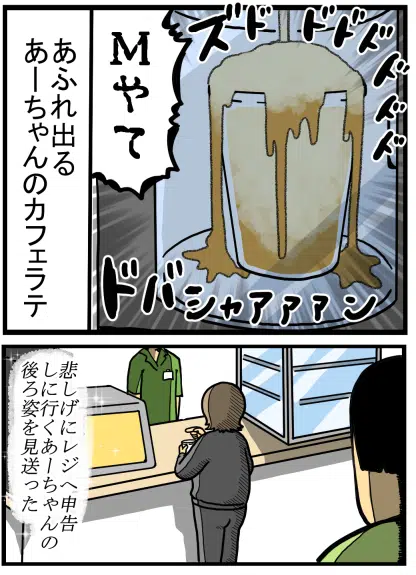 ズドドドドドドド
Mやて
あふれ出る
あーちゃんのカフェラテ
ドバシャァァァン
悲しげにレジへ申告
しに行くあーちゃんの
後ろ姿を見送った